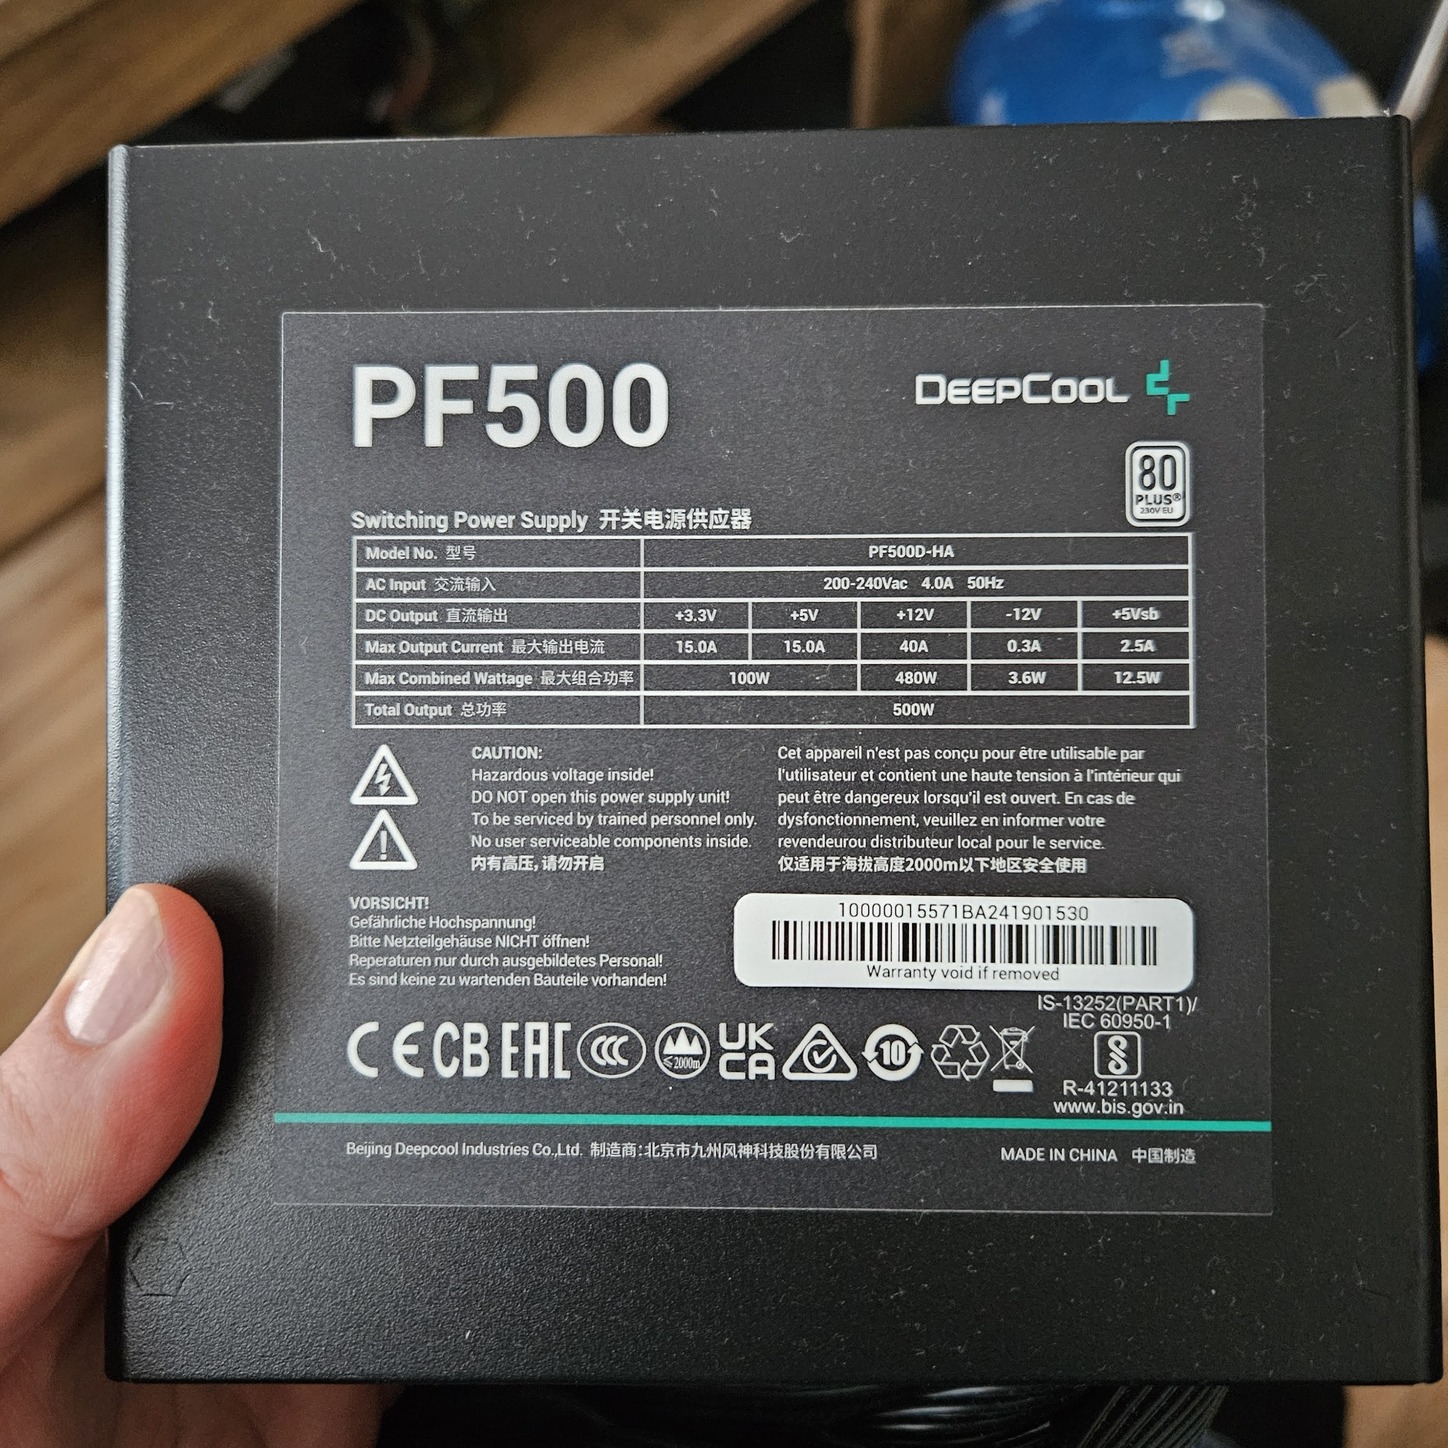 PF500
DEEPCOOL
80
PLUS®
230V EU
Switching Power Supply 开关电源供应器
Model No. 型号 PF500D-HA
AC Input 交流输入 200-240Vac 4.0A 50Hz
DC Output 直流输出 +3.3V +5V +12V -12V +5Vsb
Max Output Current 最大输出电流 15.0A 15.0A 40A 0.3A 2.5A
Max Combined Wattage 最大组合功率 100W 480W 3.6W 12.5W
Total Output 总功率 500W
CAUTION:
Hazardous voltage inside!
DO NOT open this power supply unit!
To be serviced by trained personnel only.
No user serviceable components inside.
内有高压,请勿开启
Cet appareil n'est pas conçu pour être utilisable par
l'utilisateur et contient une haute tension à l'intérieur qui
peut être dangereux lorsqu'il est ouvert. En cas de
dysfonctionnement, veuillez en informer votre
revendeurou distributeur local pour le service.
仅适用于海拔高度2000m以下地区安全使用
VORSICHT!
Gefährliche Hochspannung!
Bitte Netzteilgehäuse NICHT öffnen!
Reperaturen nur durch ausgebildetes Personal!
Es sind keine zu wartenden Bauteile vorhanden!
10000015571BA241901530
Warranty void if removed
IS-13252(PART1)/
IEC 60950-1
CE CB EAC CCC ≤2000m UK CA 10
R-41211133
www.bis.gov.in
Beijing Deepcool Industries Co.,Ltd. 制造商:北京市九州风神科技股份有限公司
MADE IN CHINA 中国制造